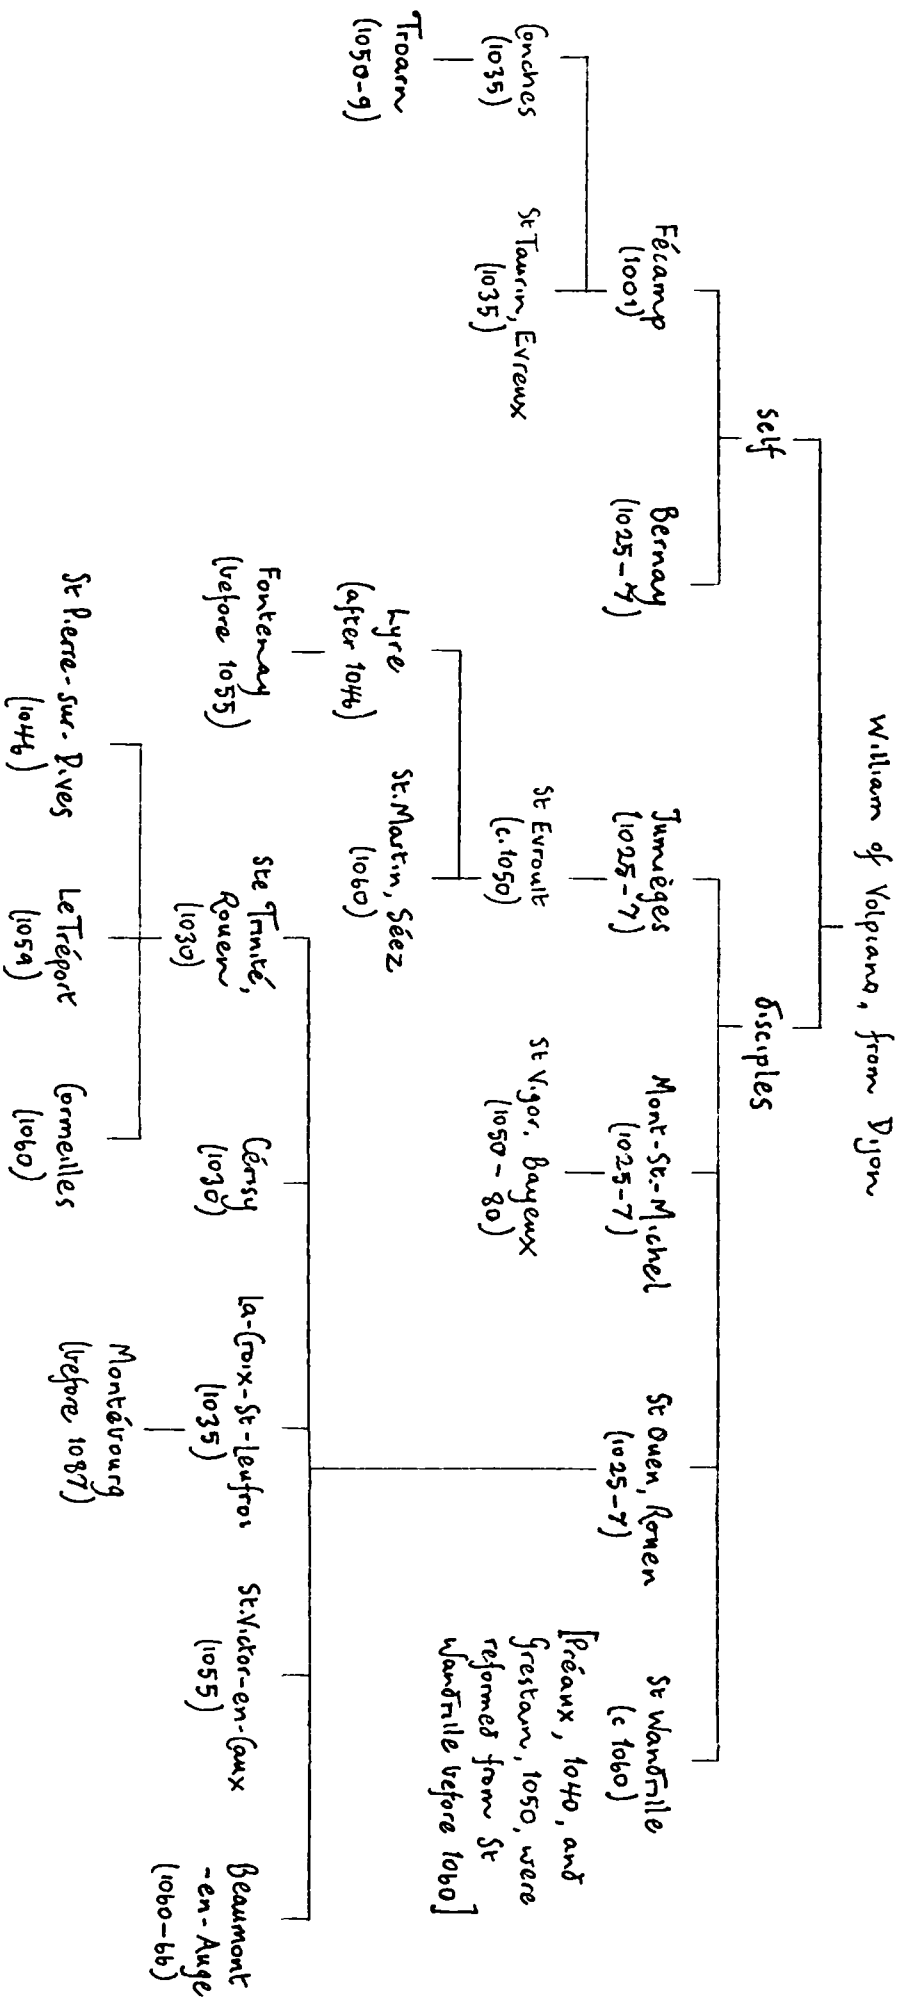 William of Volpiano, from Dijon
self
disciples
Fécamp
(1001)
Bernay
(1025-7)
Jumièges
(1025-7)
Mont-St.-Michel
(1025-7)
St Ouen, Rouen
(1025-7)
St Wandrille
(c 1060)
Conches
(1035)
St Taurin, Evreux
(1035)
St Evroult
(c. 1050)
St Vigor, Bayeux
(1050-80)
[Préaux, 1040, and
Grestain, 1050, were
reformed from St
Wandrille before 1060]
Troarn
(1050-9)
Lyre
(after 1046)
St. Martin, Séez
(1060)
Fontenay
(before 1055)
Ste Trinité,
Rouen
(1030)
Cérisy
(1030)
La-Croix-St-Leufroi
(1035)
St. Victor-en-Caux
(1055)
Beaumont
-en-Auge
(1060-66)
Montébourg
(before 1087)
St Pierre-sur-Dives
(1046)
Le Tréport
(1059)
Cormeilles
(1060)